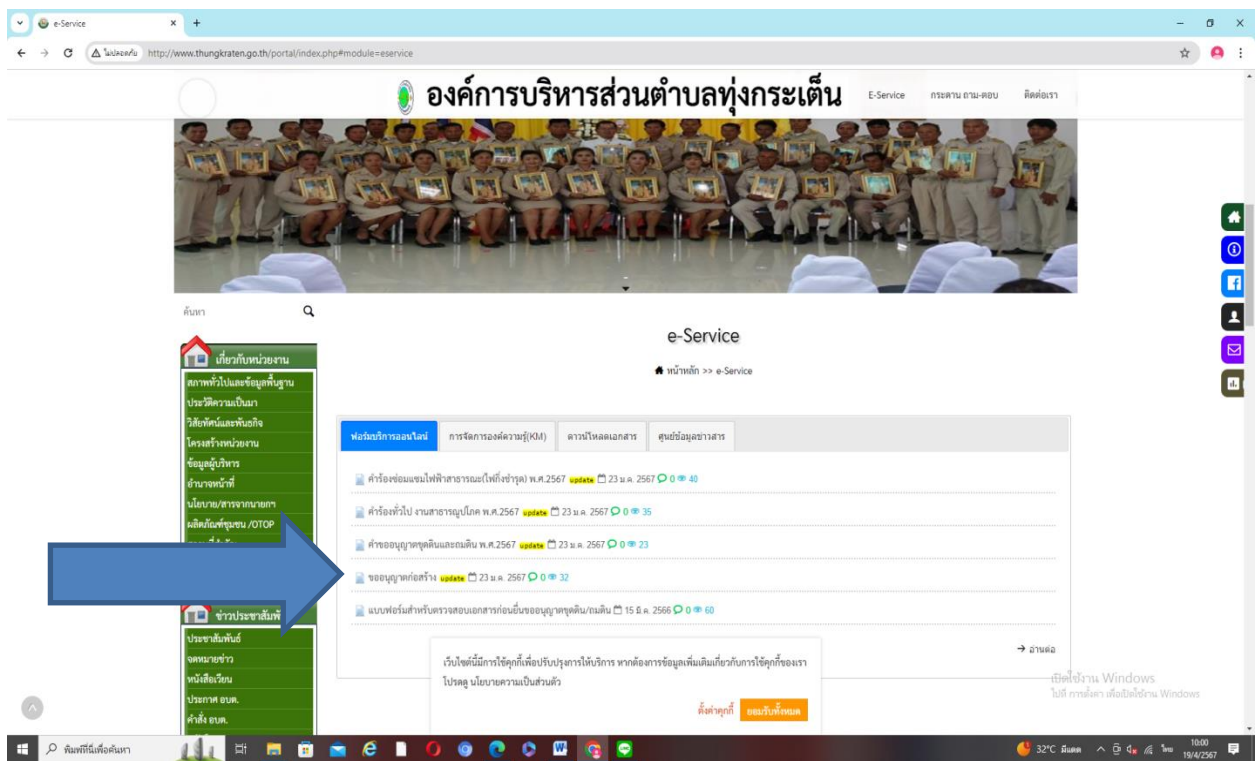 e-Service
ไม่ปลอดภัย http://www.thungkraten.go.th/portal/index.php#module=eservice
องค์การบริหารส่วนตำบลทุ่งกระเต็น
E-Service กระดาน ถาม-ตอบ ติดต่อเรา
ค้นหา
e-Service
หน้าหลัก >> e-Service
เกี่ยวกับหน่วยงาน
สภาพทั่วไปและข้อมูลพื้นฐาน
ประวัติความเป็นมา
วิสัยทัศน์และพันธกิจ
โครงสร้างหน่วยงาน
ข้อมูลผู้บริหาร
อำนาจหน้าที่
นโยบาย/สารจากนายกฯ
ผลิตภัณฑ์ชุมชน /OTOP
ข่าวประชาสัมพั
ประชาสัมพันธ์
จดหมายข่าว
หนังสือเวียน
ประกาศ อบต.
คำสั่ง อบต.
ฟอร์มบริการออนไลน์ การจัดการองค์ความรู้(KM) ดาวน์โหลดเอกสาร ศูนย์ข้อมูลข่าวสาร
คำร้องซ่อมแซมไฟฟ้าสาธารณะ(ไฟกิ่งชำรุด) พ.ศ.2567 update 23 ม.ค. 2567 0 40
คำร้องทั่วไป งานสาธารณูปโภค พ.ศ.2567 update 23 ม.ค. 2567 0 35
คำขออนุญาตขุดดินและถมดิน พ.ศ.2567 update 23 ม.ค. 2567 0 23
ขออนุญาตก่อสร้าง update 23 ม.ค. 2567 0 32
แบบฟอร์มสำหรับตรวจสอบเอกสารก่อนยื่นขออนุญาตขุดดิน/ถมดิน 15 มิ.ค. 2566 0 60
อ่านต่อ
เว็บไซต์นี้มีการใช้คุกกี้เพื่อปรับปรุงการให้บริการ หากต้องการข้อมูลเพิ่มเติมเกี่ยวกับการใช้คุกกี้ของเรา
โปรดดู นโยบายความเป็นส่วนตัว
ตั้งค่าคุกกี้ ยอมรับทั้งหมด
เปิดใช้งาน Windows
ไปที่ การตั้งค่า เพื่อเปิดใช้งาน Windows
พิมพ์ที่นี่เพื่อค้นหา
32°C มีแดด ไทย 10:00
19/4/2567